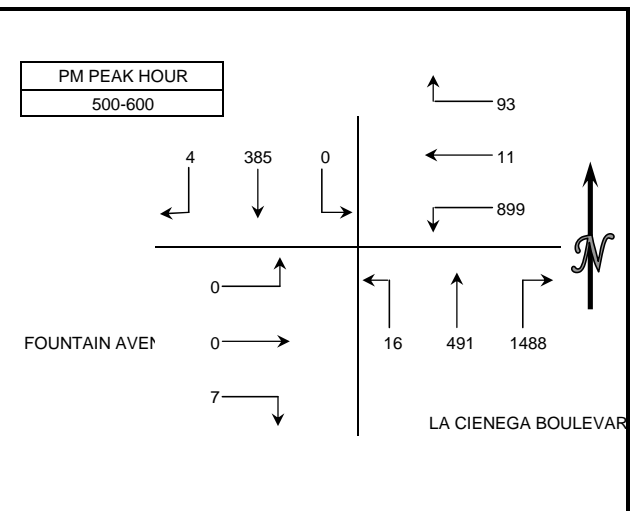 PM PEAK HOUR
500-600
93
4 385 0
11
899
N
0
FOUNTAIN AVEN
0
16 491 1488
7
LA CIENEGA BOULEVAR